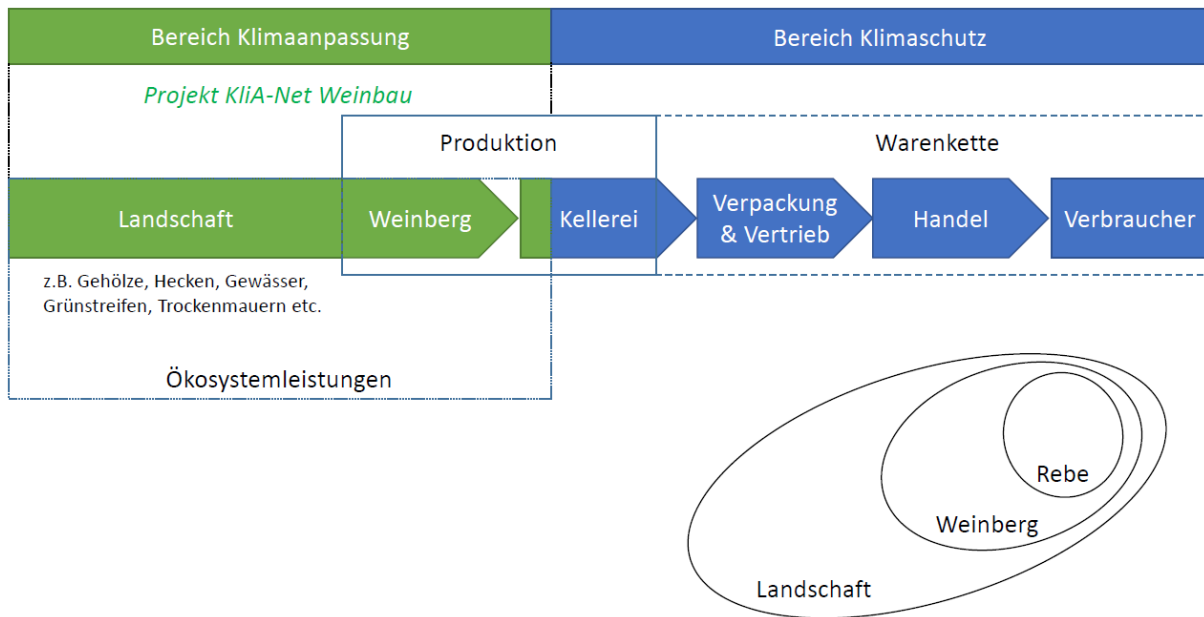 Bereich Klimaanpassung
Bereich Klimaschutz
Projekt KliA-Net Weinbau
Produktion
Warenkette
Landschaft
Weinberg
Kellerei
Verpackung
& Vertrieb
Handel
Verbraucher
z.B. Gehölze, Hecken, Gewässer,
Grünstreifen, Trockenmauern etc.
Ökosystemleistungen
Rebe
Weinberg
Landschaft